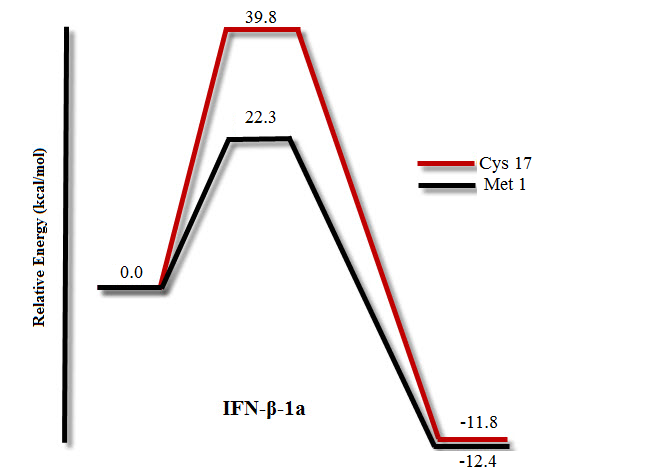 39.8
22.3
Cys 17
Met 1
Relative Energy (kcal/mol)
0.0
IFN-β-1a
-11.8
-12.4